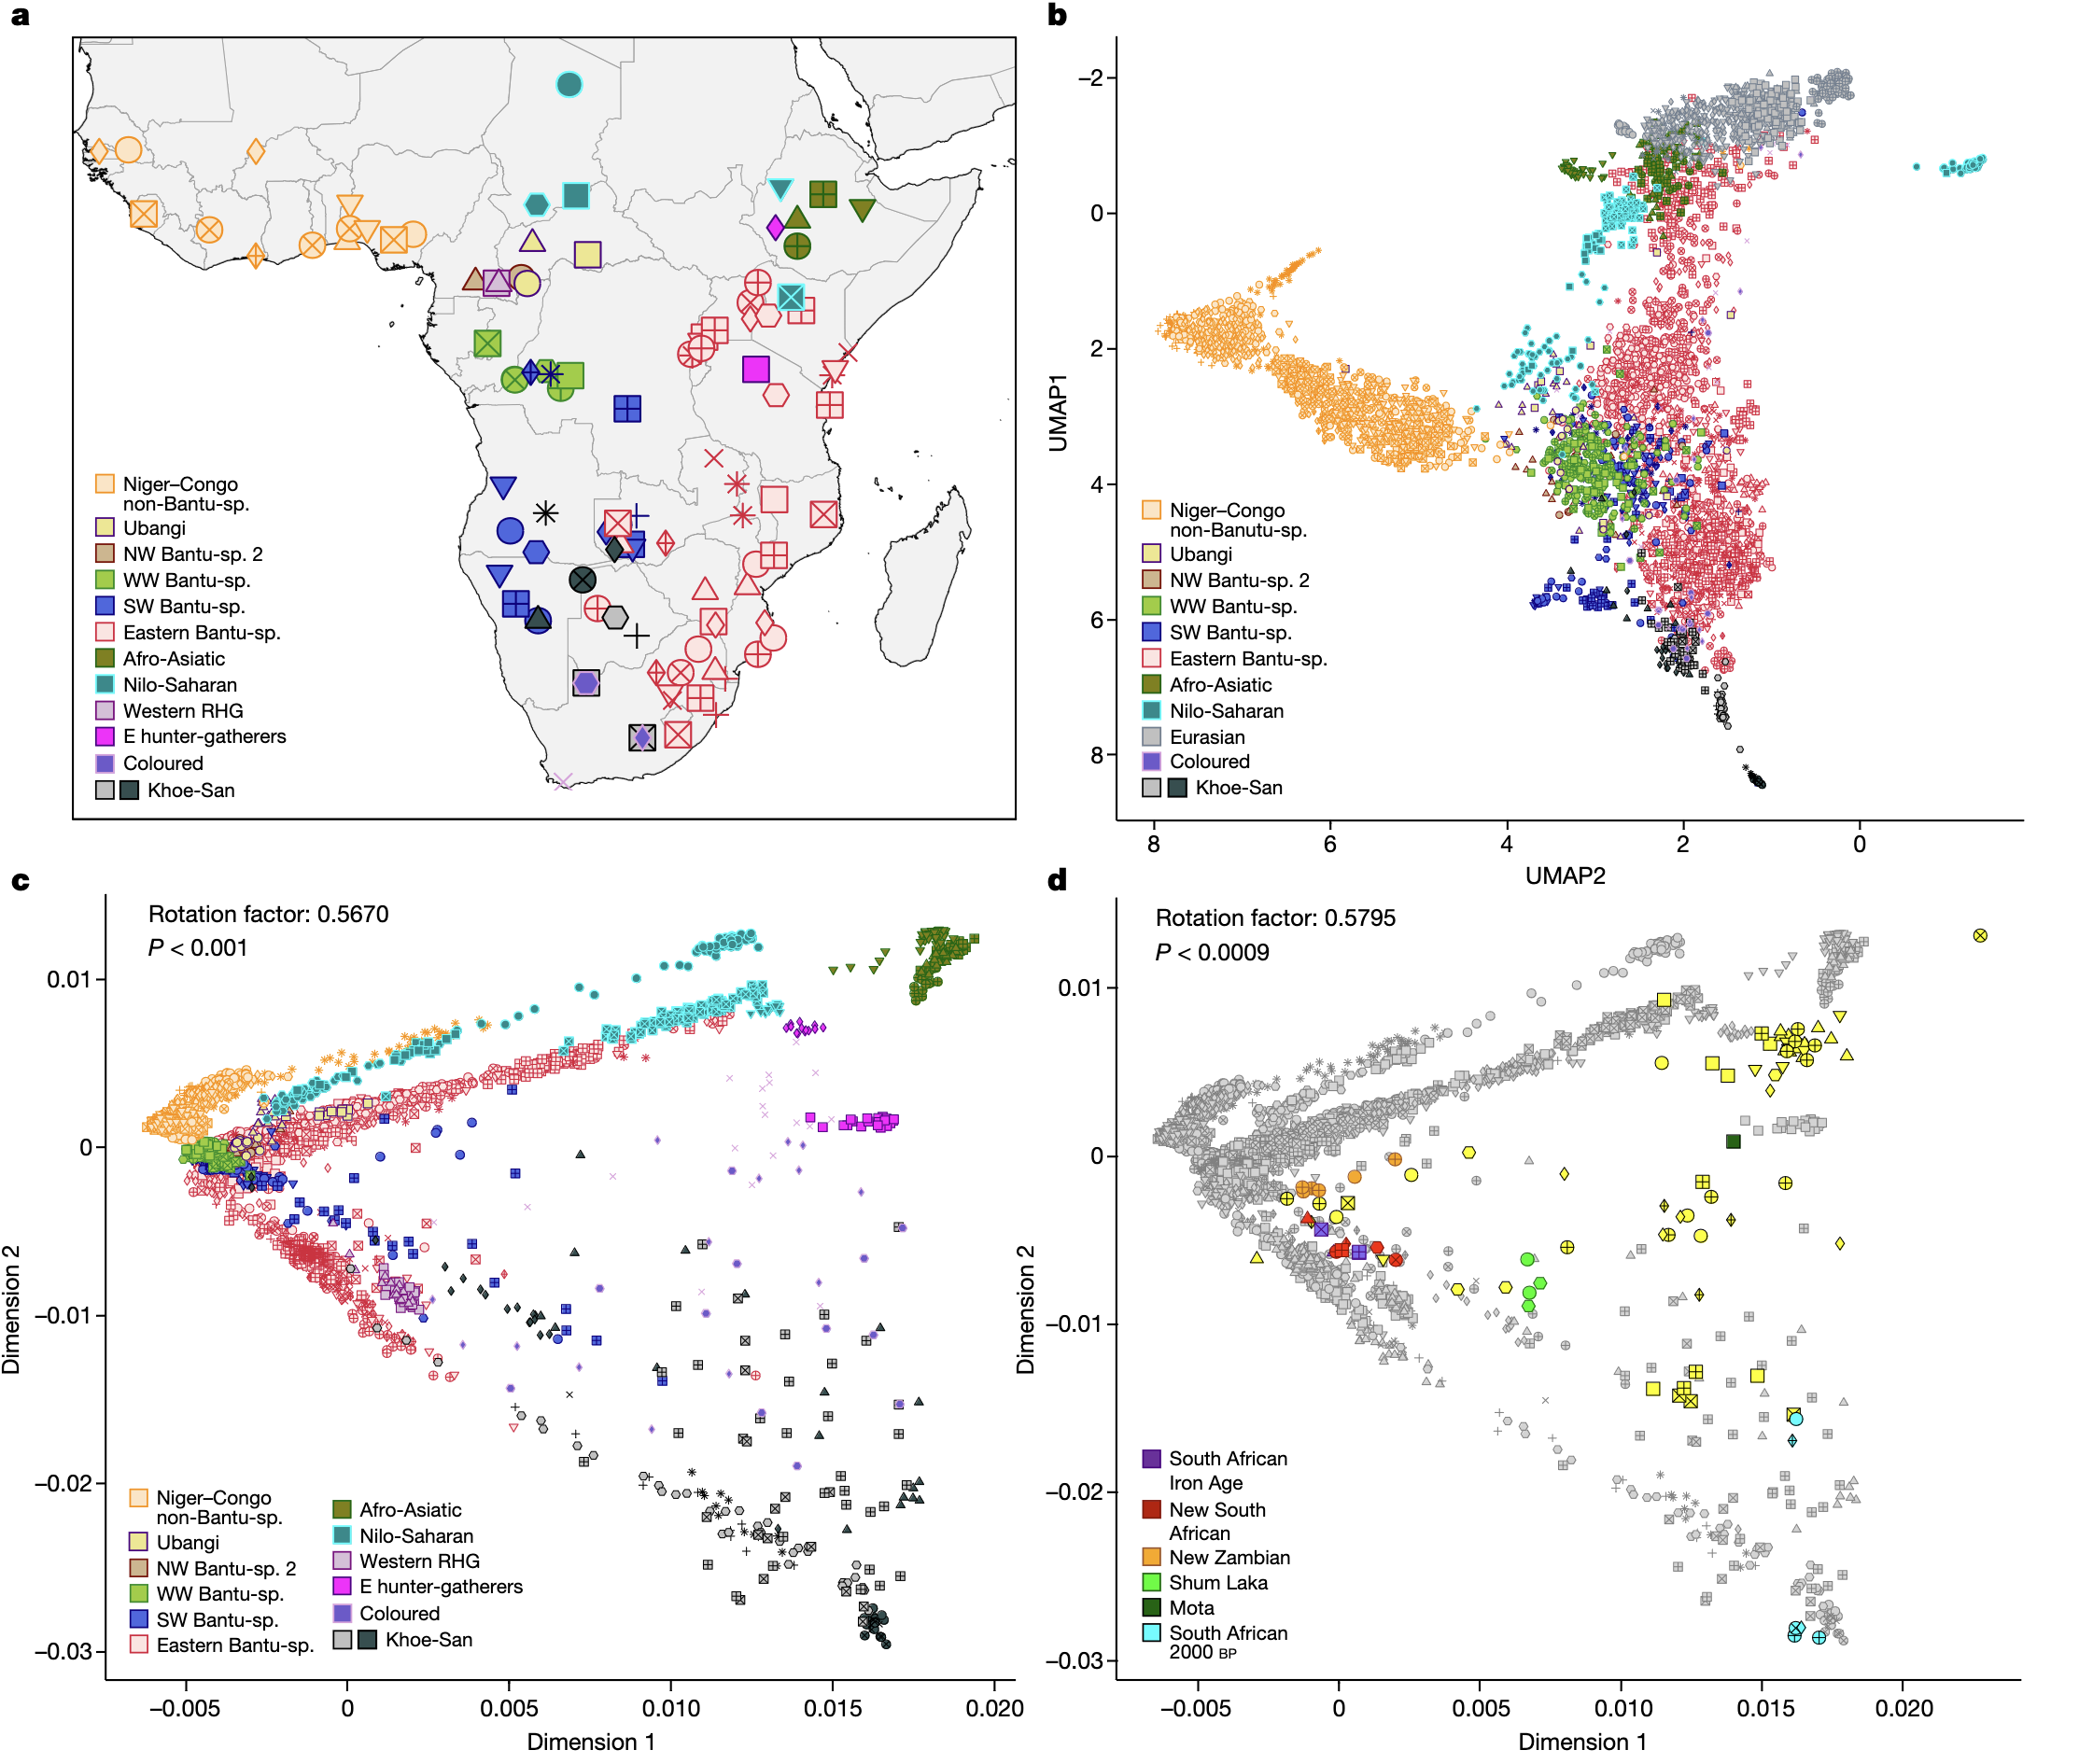 a
Niger–Congo
non-Bantu-sp.
Ubangi
NW Bantu-sp. 2
WW Bantu-sp.
SW Bantu-sp.
Eastern Bantu-sp.
Afro-Asiatic
Nilo-Saharan
Western RHG
E hunter-gatherers
Coloured
Khoe-San
b
−2
0
2
4
6
8
UMAP1
Niger–Congo
non-Banutu-sp.
Ubangi
NW Bantu-sp. 2
WW Bantu-sp.
SW Bantu-sp.
Eastern Bantu-sp.
Afro-Asiatic
Nilo-Saharan
Eurasian
Coloured
Khoe-San
8 6 4 2 0
UMAP2
c
Rotation factor: 0.5670
P < 0.001
0.01
0
−0.01
−0.02
−0.03
Dimension 2
Niger–Congo
non-Bantu-sp.
Ubangi
NW Bantu-sp. 2
WW Bantu-sp.
SW Bantu-sp.
Eastern Bantu-sp.
Afro-Asiatic
Nilo-Saharan
Western RHG
E hunter-gatherers
Coloured
Khoe-San
−0.005 0 0.005 0.010 0.015 0.020
Dimension 1
d
Rotation factor: 0.5795
P < 0.0009
0.01
0
−0.01
−0.02
−0.03
Dimension 2
South African
Iron Age
New South
African
New Zambian
Shum Laka
Mota
South African
2000 BP
−0.005 0 0.005 0.010 0.015 0.020
Dimension 1